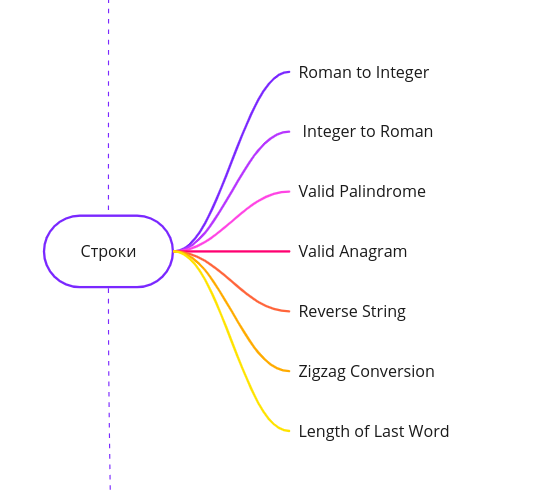 Roman to Integer
Integer to Roman
Valid Palindrome
Строки
Valid Anagram
Reverse String
Zigzag Conversion
Length of Last Word